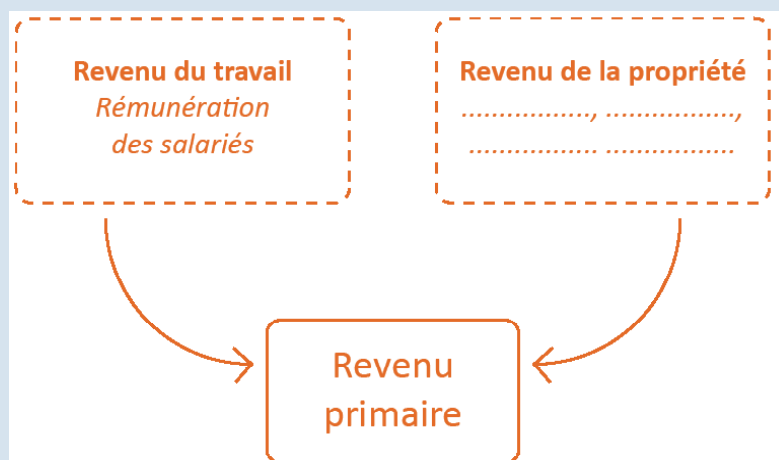 Revenu du travail
Rémunération
des salariés
Revenu de la propriété
................., .................,
................. .................
Revenu
primaire